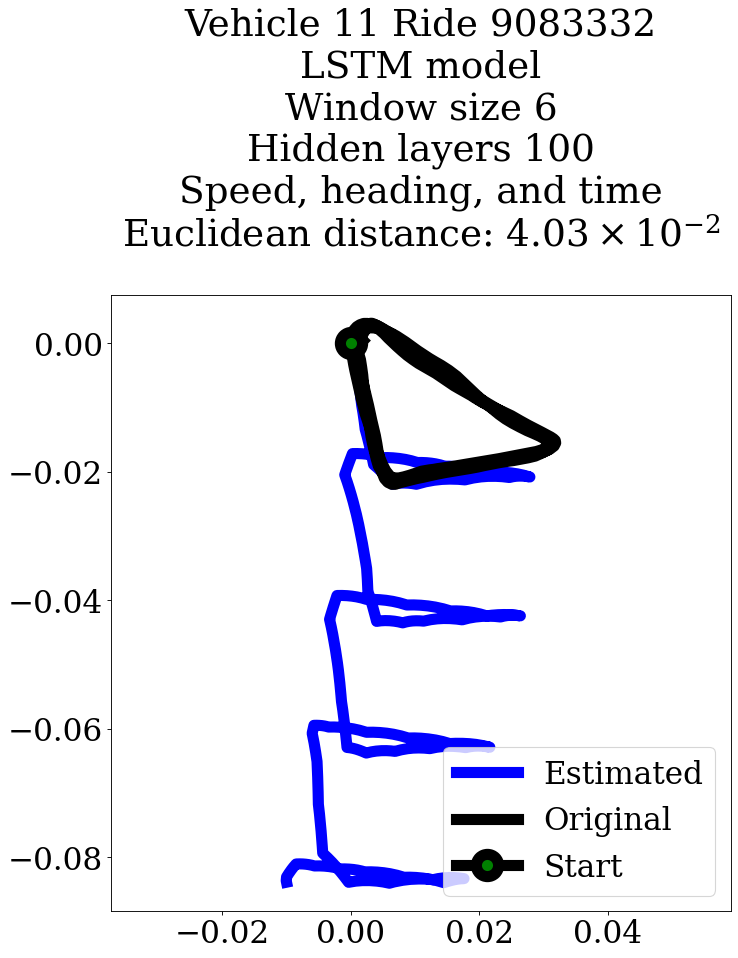 Vehicle 11 Ride 9083332
LSTM model
Window size 6
Hidden layers 100
Speed, heading, and time
Euclidean distance: 4.03 × 10⁻²
0.00
−0.02
−0.04
−0.06
−0.08
Estimated
Original
Start
−0.02 0.00 0.02 0.04